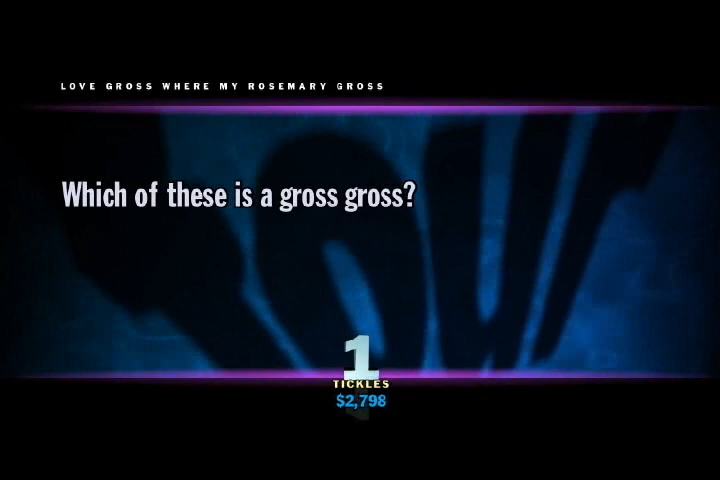 LOVE GROSS WHERE MY ROSEMARY GROSS
Which of these is a gross gross?
1
TICKLES
$2,798